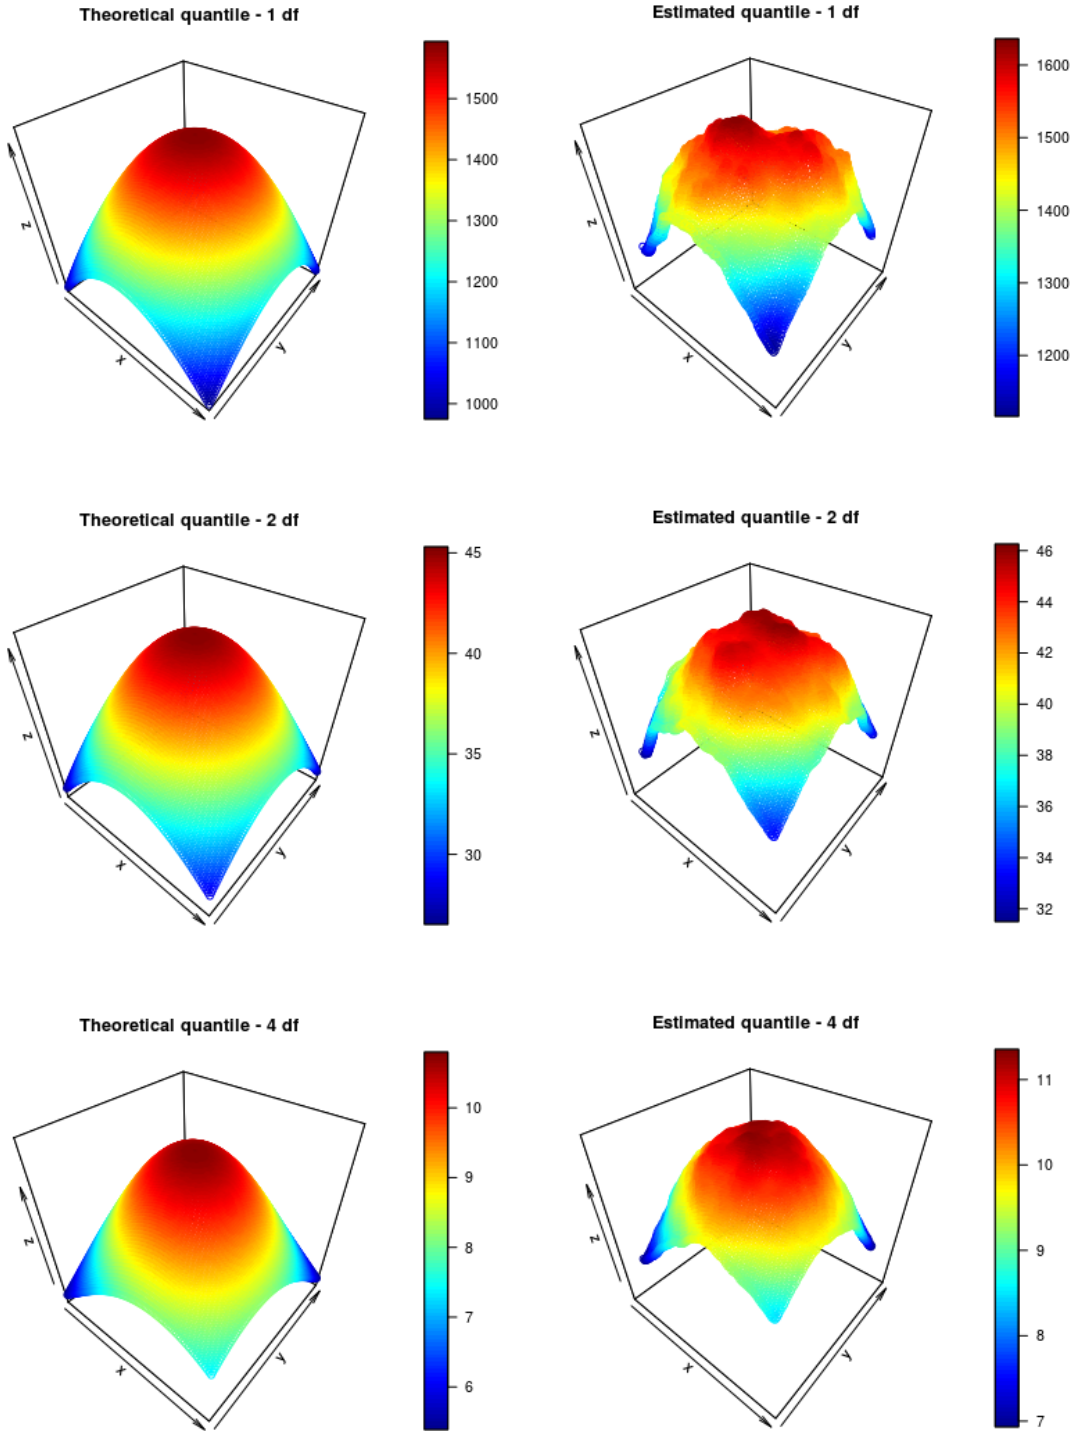 Theoretical quantile - 1 df
1500
1400
1300
1200
1100
1000
z
x
y
Estimated quantile - 1 df
1600
1500
1400
1300
1200
z
x
y
Theoretical quantile - 2 df
45
40
35
30
z
x
y
Estimated quantile - 2 df
46
44
42
40
38
36
34
32
z
x
y
Theoretical quantile - 4 df
10
9
8
7
6
z
x
y
Estimated quantile - 4 df
11
10
9
8
7
z
x
y